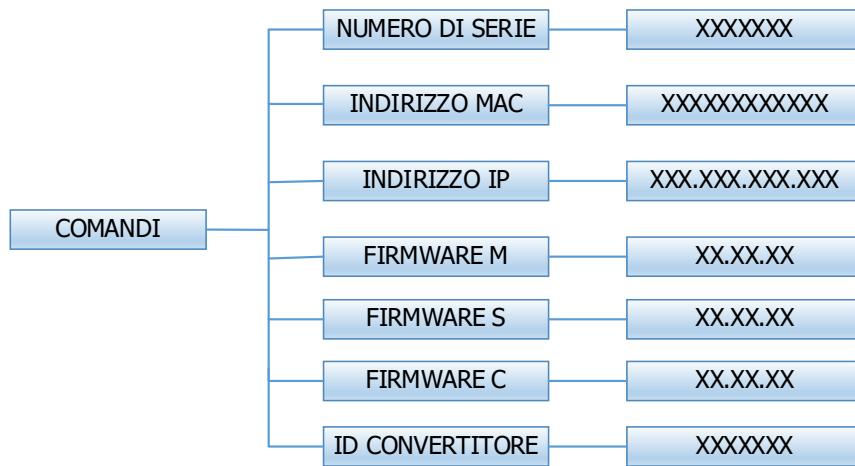 NUMERO DI SERIE XXXXXXX
INDIRIZZO MAC XXXXXXXXXXXX
INDIRIZZO IP XXX.XXX.XXX.XXX
COMANDI
FIRMWARE M XX.XX.XX
FIRMWARE S XX.XX.XX
FIRMWARE C XX.XX.XX
ID CONVERTITORE XXXXXXX